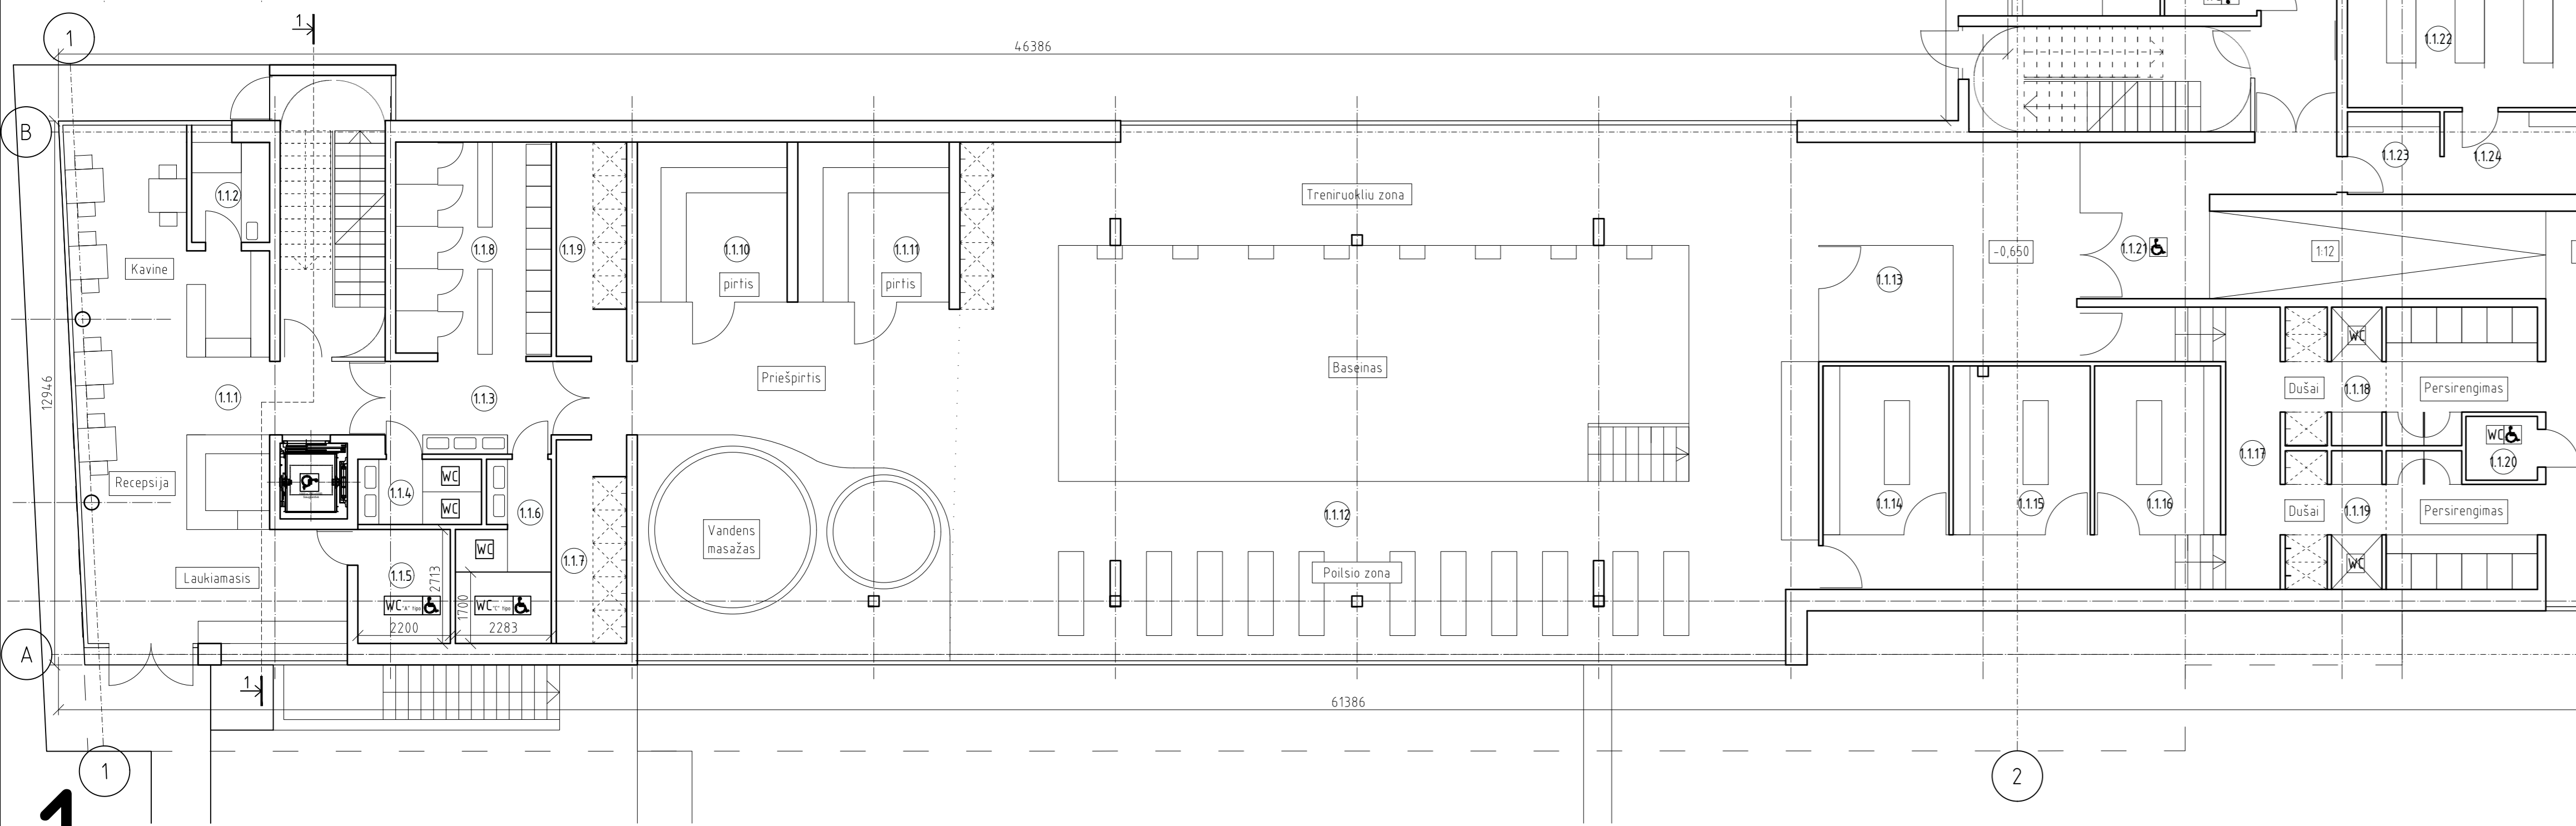 1
1
46386
B
1.1.22
1.1.23
1.1.24
1.1.2
Treniruokliu zona
Kavine
1.1.8
1.1.9
1.1.10
pirtis
1.1.11
pirtis
1.1.13
-0,650
1.1.21
1:12
12946
1.1.1
1.1.3
Priešpirtis
Baseinas
WC
Dušai
1.1.18
Persirengimas
WC
1.1.20
1.1.17
Recepsija
1.1.4
WC
WC
1.1.6
WC
Vandens
masažas
1.1.12
1.1.14
1.1.15
1.1.16
Dušai
1.1.19
Persirengimas
WC
Laukiamasis
1.1.5
2713
1.1.7
Poilsio zona
WC "A" tipo
1700
WC "C" tipo
2200
2283
A
1
61386
1
2
1